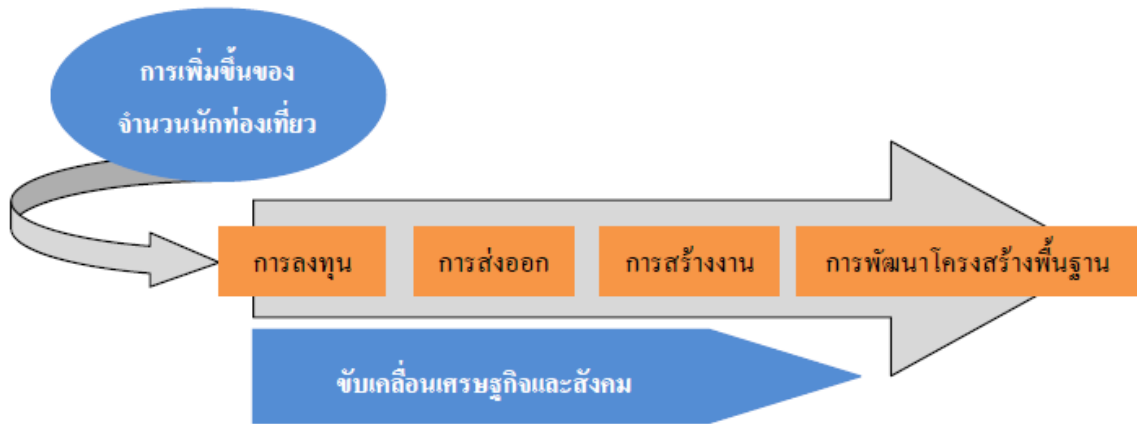 การเพิ่มขึ้นของ
จำนวนนักท่องเที่ยว
การลงทุน
การส่งออก
การสร้างงาน
การพัฒนาโครงสร้างพื้นฐาน
ขับเคลื่อนเศรษฐกิจและสังคม